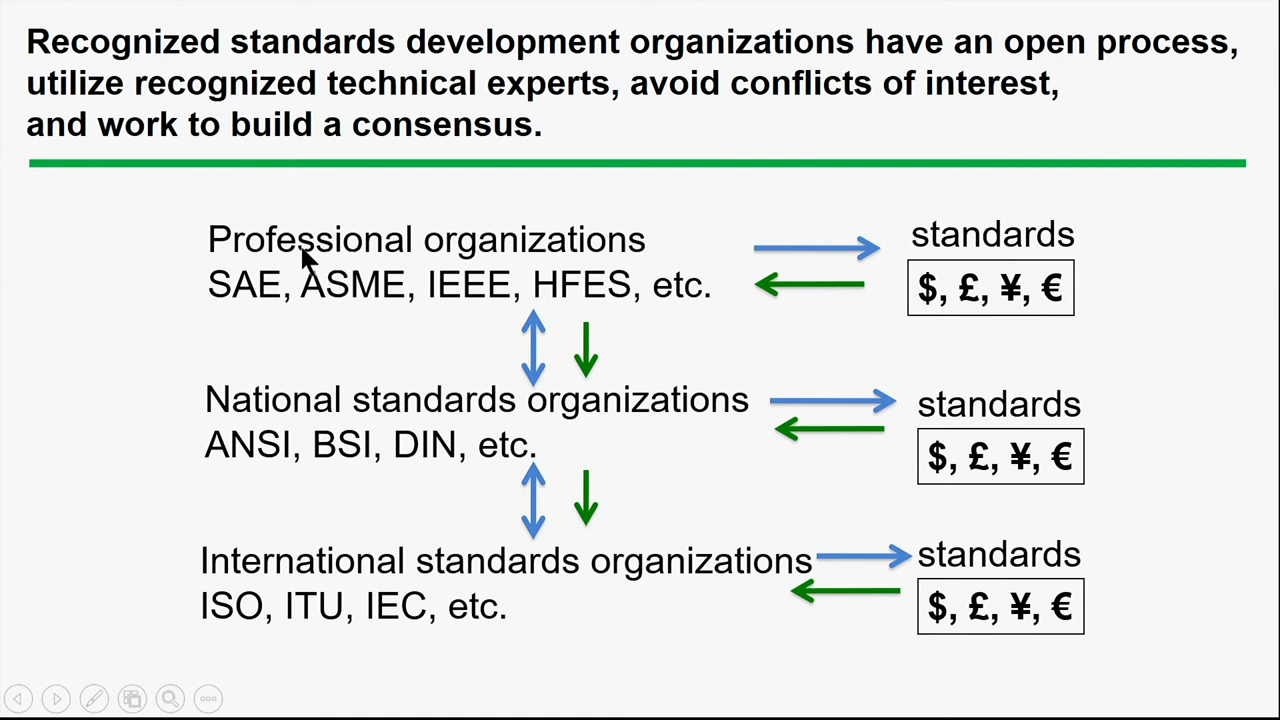 Recognized standards development organizations have an open process,
utilize recognized technical experts, avoid conflicts of interest,
and work to build a consensus.
Professional organizations
SAE, ASME, IEEE, HFES, etc.
standards
$, £, ¥, €
National standards organizations
ANSI, BSI, DIN, etc.
standards
$, £, ¥, €
International standards organizations
ISO, ITU, IEC, etc.
standards
$, £, ¥, €